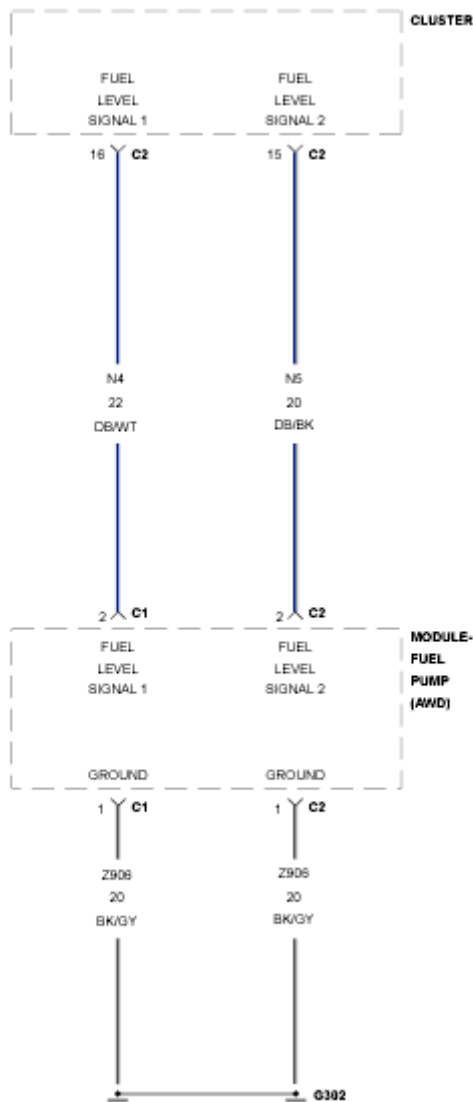 CLUSTER
FUEL
LEVEL
SIGNAL 1
FUEL
LEVEL
SIGNAL 2
16 C2
15 C2
N4
22
DB/WT
N5
20
DB/BK
2 C1
2 C2
MODULE-
FUEL
PUMP
(AWD)
FUEL
LEVEL
SIGNAL 1
FUEL
LEVEL
SIGNAL 2
GROUND
GROUND
1 C1
1 C2
Z906
20
BK/GY
Z906
20
BK/GY
G302